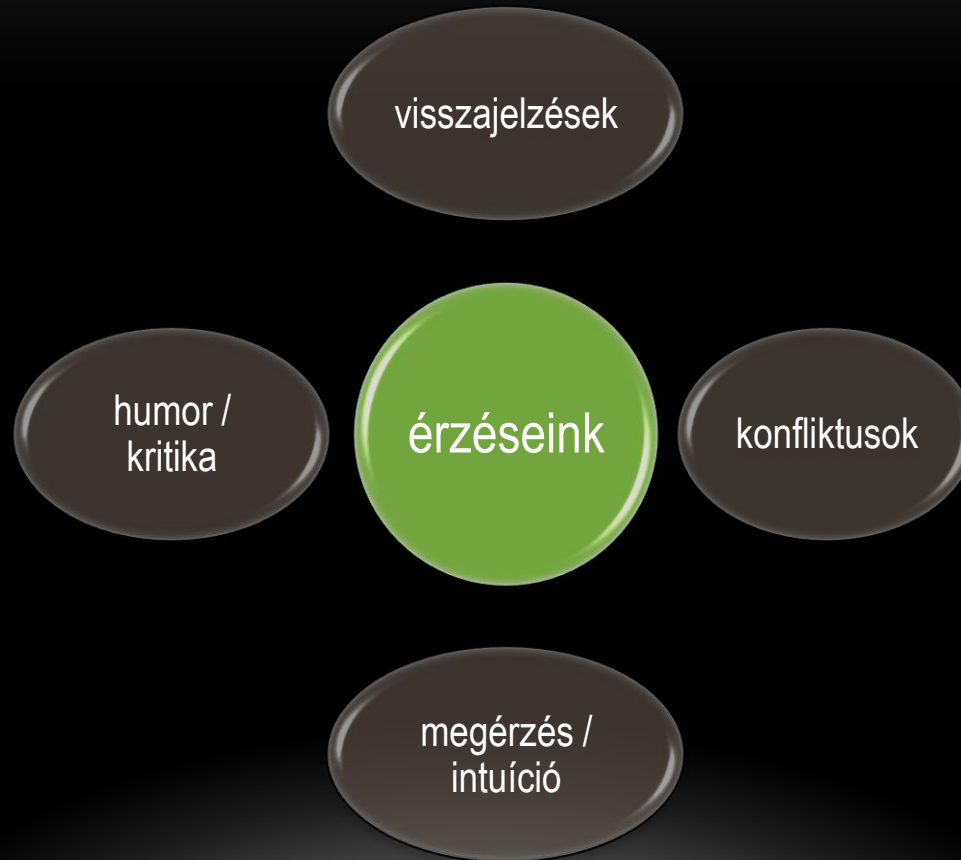 visszajelzések
humor /
kritika
érzéseink
konfliktusok
megérzés /
intuíció